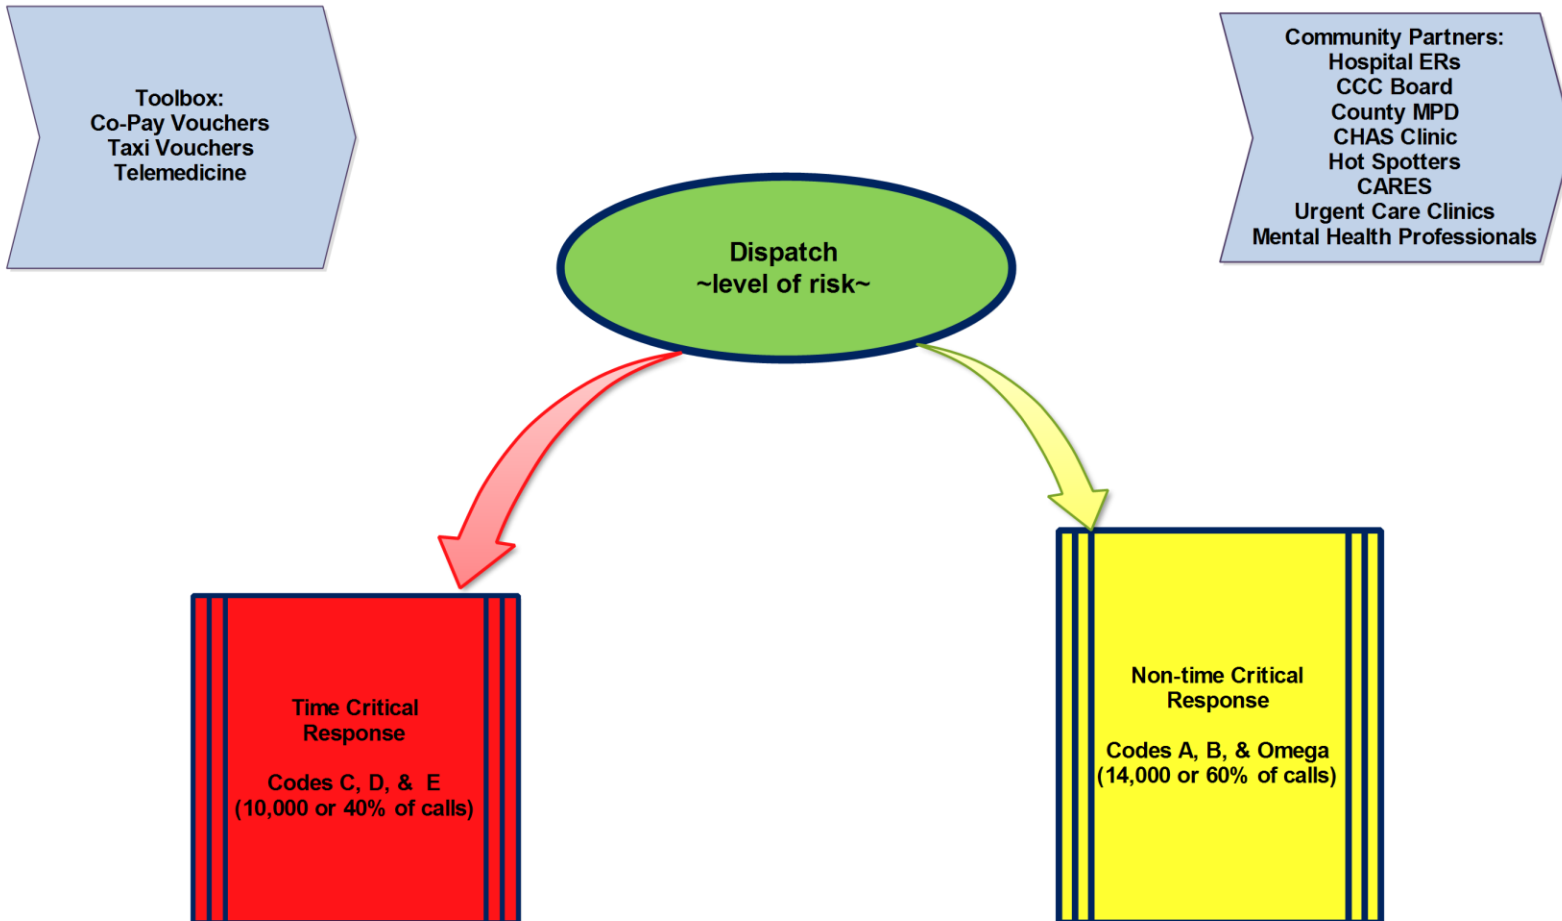 Toolbox:
Co-Pay Vouchers
Taxi Vouchers
Telemedicine
Community Partners:
Hospital ERs
CCC Board
County MPD
CHAS Clinic
Hot Spotters
CARES
Urgent Care Clinics
Mental Health Professionals
Dispatch
~level of risk~
Time Critical
Response
Codes C, D, &  E
(10,000 or 40% of calls)
Non-time Critical
Response
Codes A, B, & Omega
(14,000 or 60% of calls)